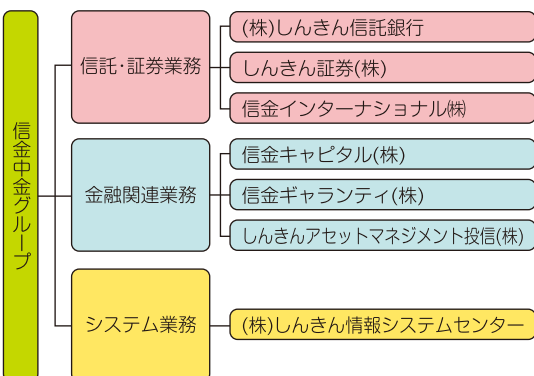 信金中金グループ
信託・証券業務
(株)しんきん信託銀行
しんきん証券(株)
信金インターナショナル㈱
金融関連業務
信金キャピタル(株)
信金ギャランティ(株)
しんきんアセットマネジメント投信(株)
システム業務
(株)しんきん情報システムセンター